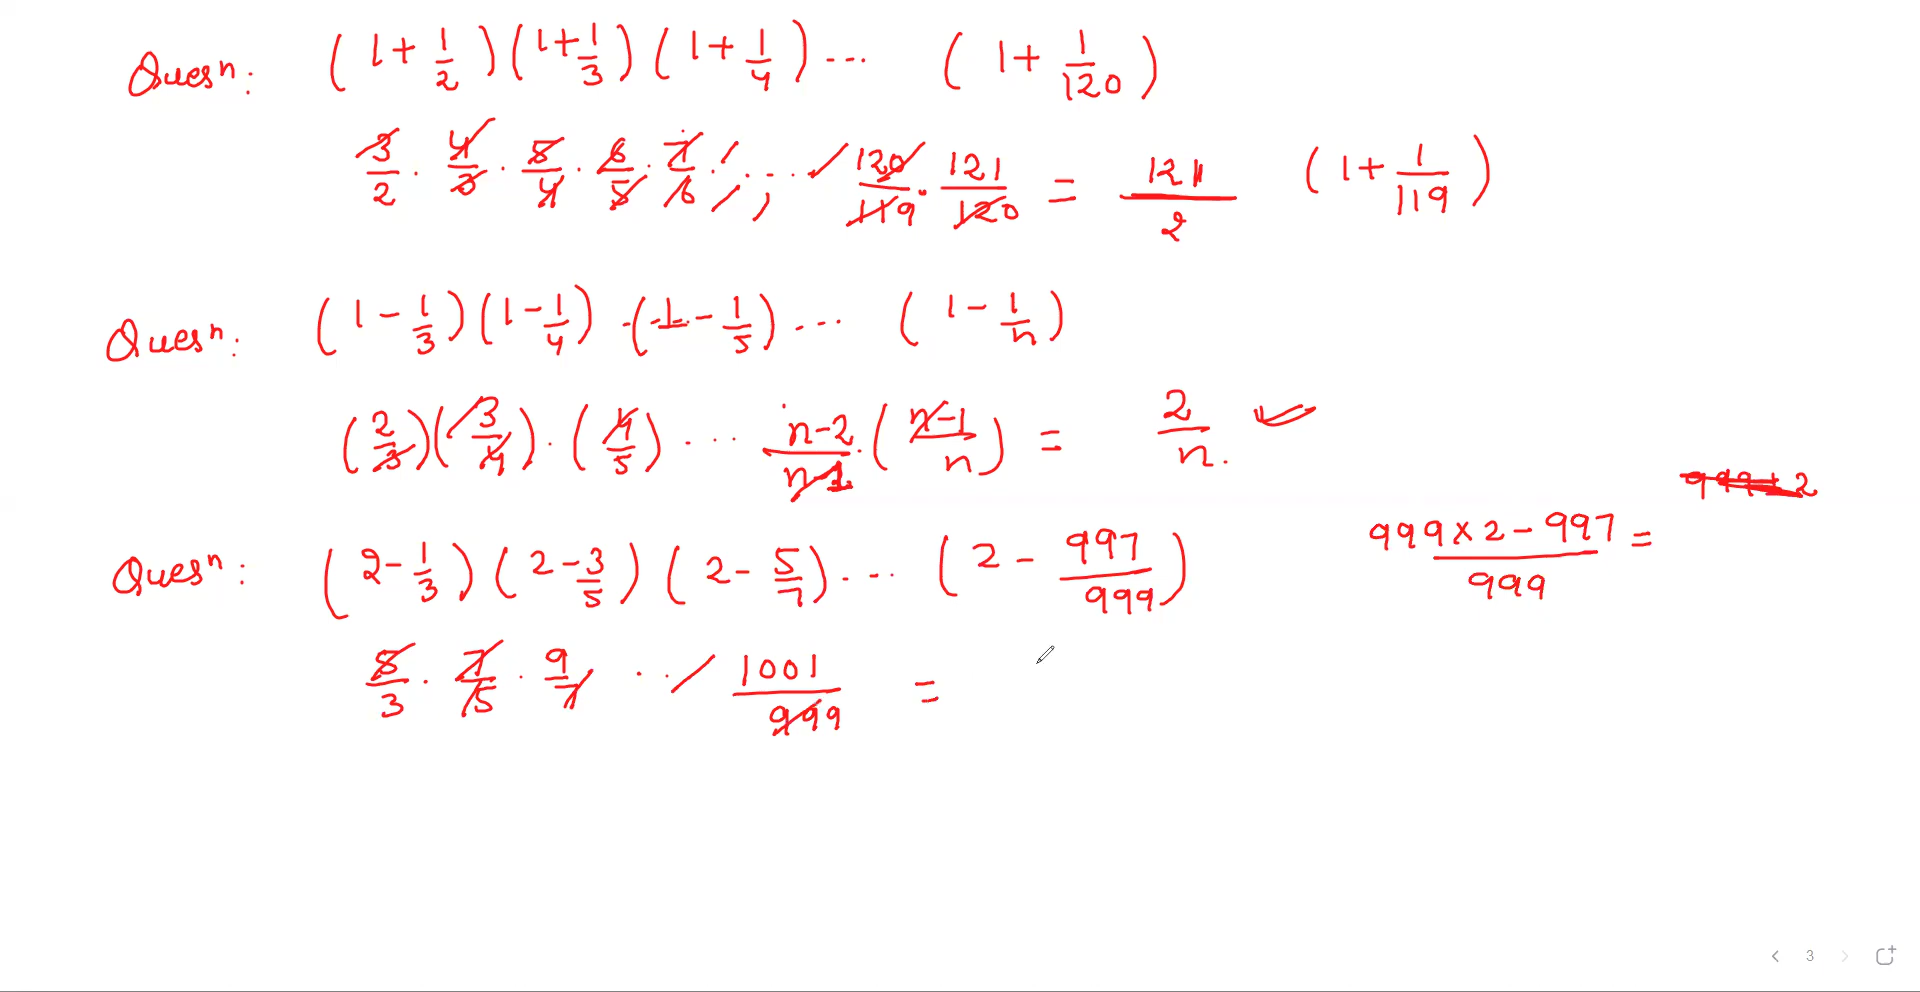 Quesⁿ: (1+1/2)(1+1/3)(1+1/4)... (1+1/120)
3/2 . 4/3 . 5/4 . 6/5 . 7/6 . ... 120/119 . 121/120 = 121/2 (1+1/119)
Quesⁿ: (1-1/3)(1-1/4).(1-1/5)... (1-1/n)
(2/3)(3/4).(4/5)... n-2/n-1.(n-1/n) = 2/n.
999+2
Quesⁿ: (2-1/3)(2-3/5)(2-5/7)... (2-997/999) 999×2-997/999 =
5/3 . 7/5 . 9/7 ... 1001/999 =
3